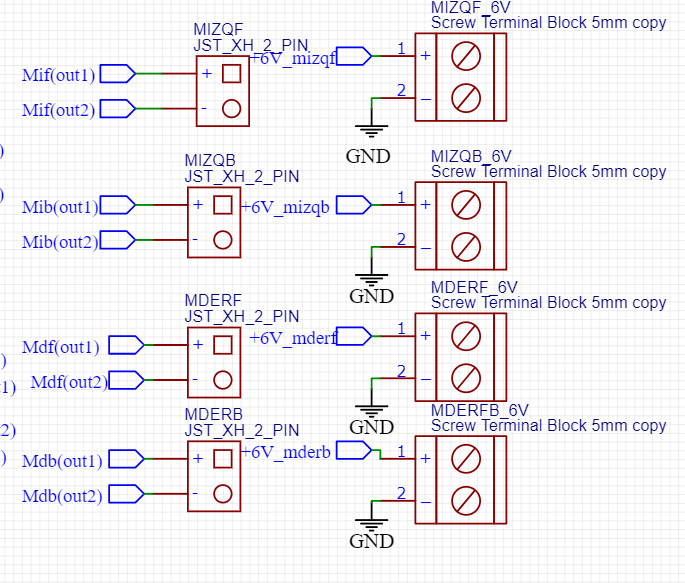 MIZQF_6V
Screw Terminal Block 5mm copy
MIZQF
JST_XH_2_PIN
+6V_mizqf
1
+
2
–
Mif(out1)
+
Mif(out2)
-
GND
)
MIZQB
JST_XH_2_PIN
MIZQB_6V
Screw Terminal Block 5mm copy
)
Mib(out1)
+
+6V_mizqb
1
+
Mib(out2)
-
2
–
GND
MDERF
JST_XH_2_PIN
MDERF_6V
Screw Terminal Block 5mm copy
+6V_mderf
1
+
Mdf(out1)
+
)
2
–
:1)
Mdf(out2)
-
GND
MDERB
JST_XH_2_PIN
MDERFB_6V
Screw Terminal Block 5mm copy
:2)
+6V_mderb
1
+
)
Mdb(out1)
+
Mdb(out2)
-
2
–
GND